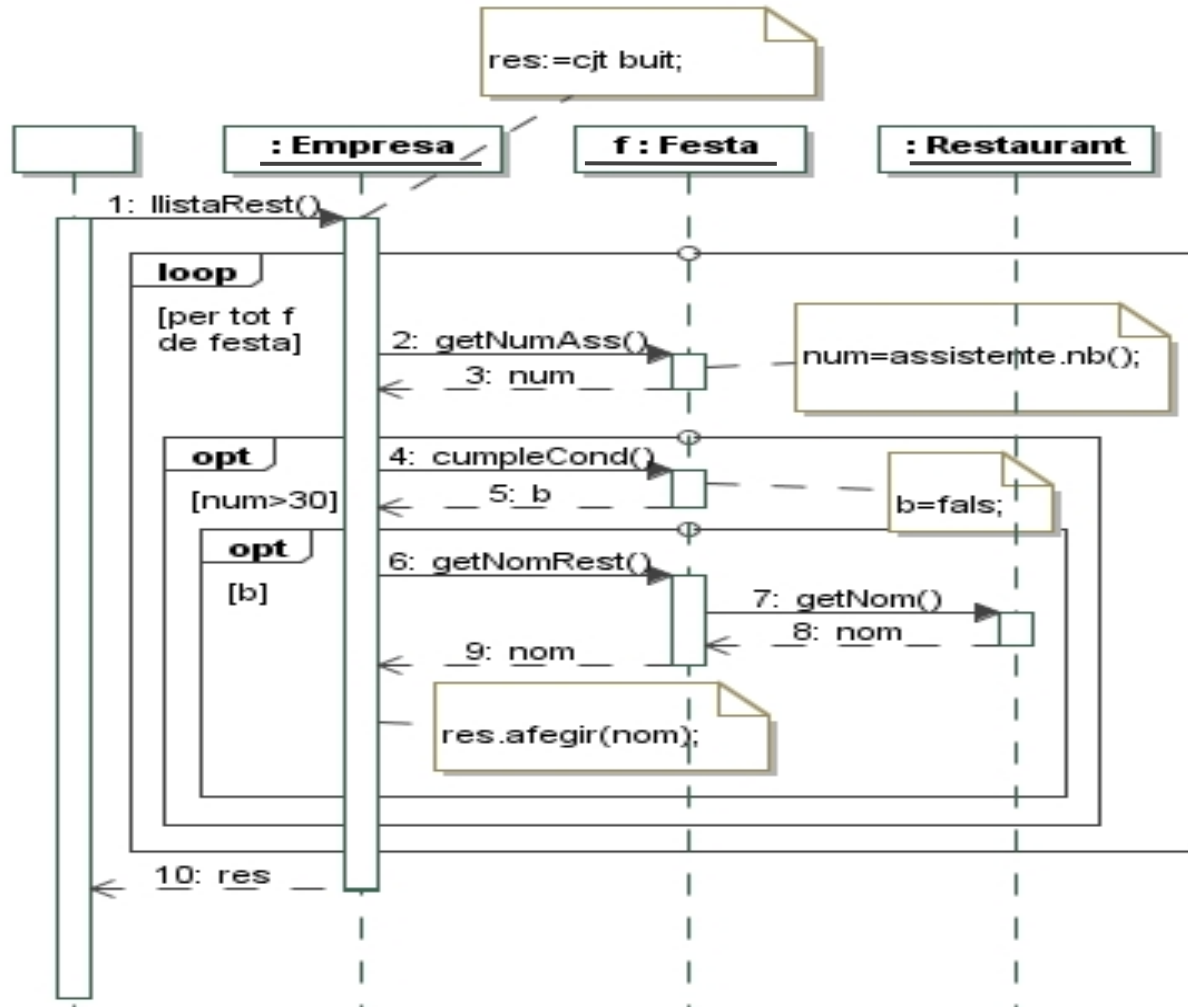 res:=cjt buit;
: Empresa
f : Festa
: Restaurant
1: llistaRest()
loop
[per tot f
de festa]
2: getNumAss()
num=assistente.nb();
3: num
opt
4: cumpleCond()
[num>30]
5: b
b=fals;
opt
6: getNomRest()
[b]
7: getNom()
8: nom
9: nom
res.afegir(nom);
10: res